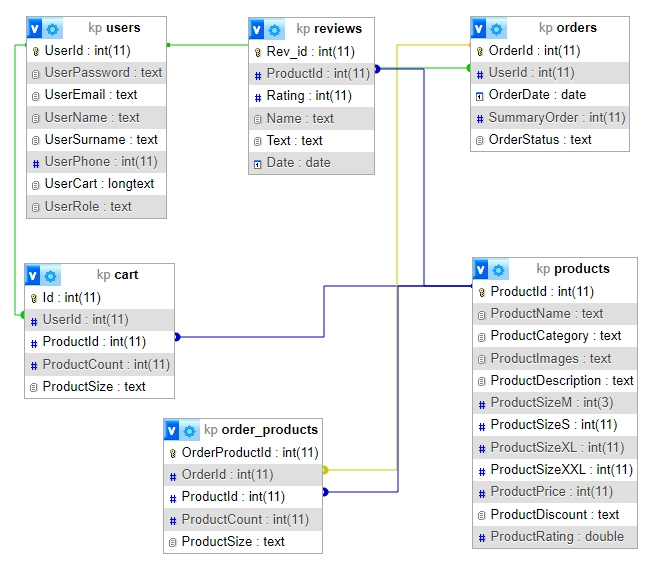 kp users
UserId : int(11)
UserPassword : text
UserEmail : text
UserName : text
UserSurname : text
UserPhone : int(11)
UserCart : longtext
UserRole : text
kp reviews
Rev_id : int(11)
ProductId : int(11)
Rating : int(11)
Name : text
Text : text
Date : date
kp orders
OrderId : int(11)
UserId : int(11)
OrderDate : date
SummaryOrder : int(11)
OrderStatus : text
kp cart
Id : int(11)
UserId : int(11)
ProductId : int(11)
ProductCount : int(11)
ProductSize : text
kp products
ProductId : int(11)
ProductName : text
ProductCategory : text
ProductImages : text
ProductDescription : text
ProductSizeM : int(3)
ProductSizeS : int(11)
ProductSizeXL : int(11)
ProductSizeXXL : int(11)
ProductPrice : int(11)
ProductDiscount : text
ProductRating : double
kp order_products
OrderProductId : int(11)
OrderId : int(11)
ProductId : int(11)
ProductCount : int(11)
ProductSize : text